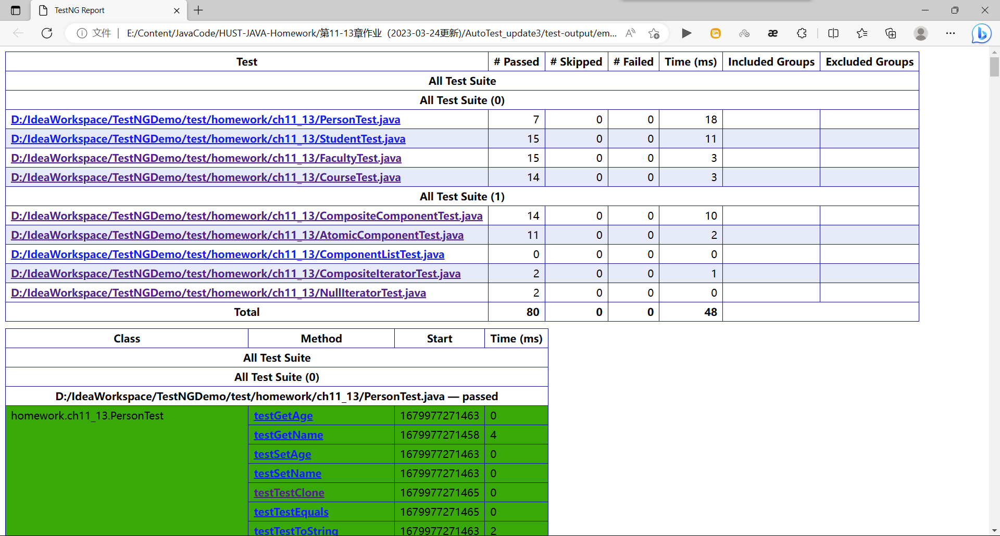 TestNG Report
文件 E:/Content/JavaCode/HUST-JAVA-Homework/第11-13章作业（2023-03-24更新)/AutoTest_update3/test-output/em...
Test # Passed # Skipped # Failed Time (ms) Included Groups Excluded Groups
All Test Suite
All Test Suite (0)
D:/IdeaWorkspace/TestNGDemo/test/homework/ch11_13/PersonTest.java 7 0 0 18
D:/IdeaWorkspace/TestNGDemo/test/homework/ch11_13/StudentTest.java 15 0 0 11
D:/IdeaWorkspace/TestNGDemo/test/homework/ch11_13/FacultyTest.java 15 0 0 3
D:/IdeaWorkspace/TestNGDemo/test/homework/ch11_13/CourseTest.java 14 0 0 3
All Test Suite (1)
D:/IdeaWorkspace/TestNGDemo/test/homework/ch11_13/CompositeComponentTest.java 14 0 0 10
D:/IdeaWorkspace/TestNGDemo/test/homework/ch11_13/AtomicComponentTest.java 11 0 0 2
D:/IdeaWorkspace/TestNGDemo/test/homework/ch11_13/ComponentListTest.java 0 0 0 0
D:/IdeaWorkspace/TestNGDemo/test/homework/ch11_13/CompositeIteratorTest.java 2 0 0 1
D:/IdeaWorkspace/TestNGDemo/test/homework/ch11_13/NullIteratorTest.java 2 0 0 0
Total 80 0 0 48
Class Method Start Time (ms)
All Test Suite
All Test Suite (0)
D:/IdeaWorkspace/TestNGDemo/test/homework/ch11_13/PersonTest.java — passed
homework.ch11_13.PersonTest testGetAge 1679977271463 0
testGetName 1679977271458 4
testSetAge 1679977271463 0
testSetName 1679977271463 0
testTestClone 1679977271465 0
testTestEquals 1679977271465 0
testTestToString 1679977271463 2